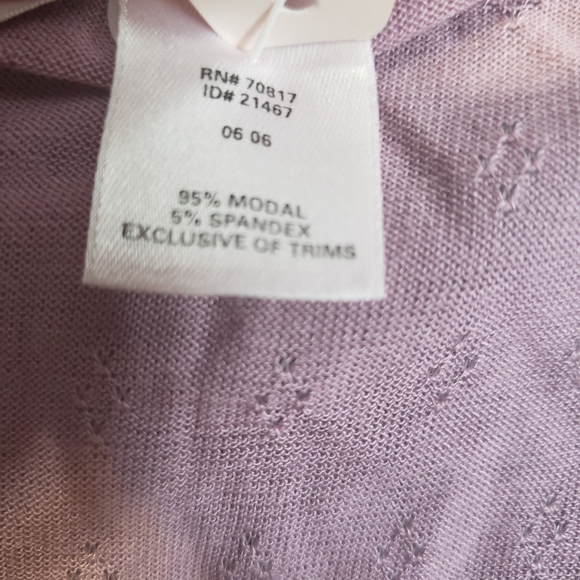 RN# 70817
ID# 21467
06 06
95% MODAL
5% SPANDEX
EXCLUSIVE OF TRIMS